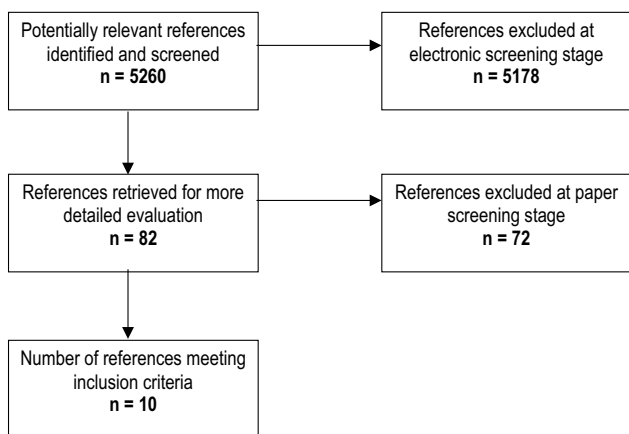 Potentially relevant references
identified and screened
n = 5260
References excluded at
electronic screening stage
n = 5178
References retrieved for more
detailed evaluation
n = 82
References excluded at paper
screening stage
n = 72
Number of references meeting
inclusion criteria
n = 10